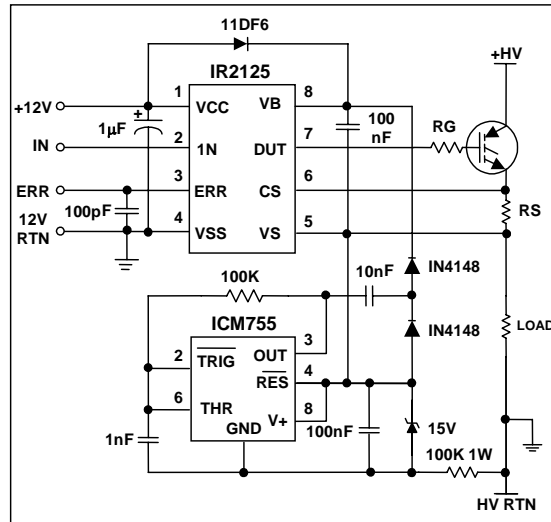 11DF6
IR2125
+HV
+12V
1
VCC
VB
8
1µF
+
100
nF
RG
IN
2
1N
DUT
7
ERR
3
ERR
CS
6
100pF
RS
12V
RTN
4
VSS
VS
5
100K
10nF
IN4148
ICM755
LOAD
IN4148
3
OUT
2
TRIG
4
RES
6
THR
8
V+
GND
1nF
100nF
15V
100K 1W
HV RTN